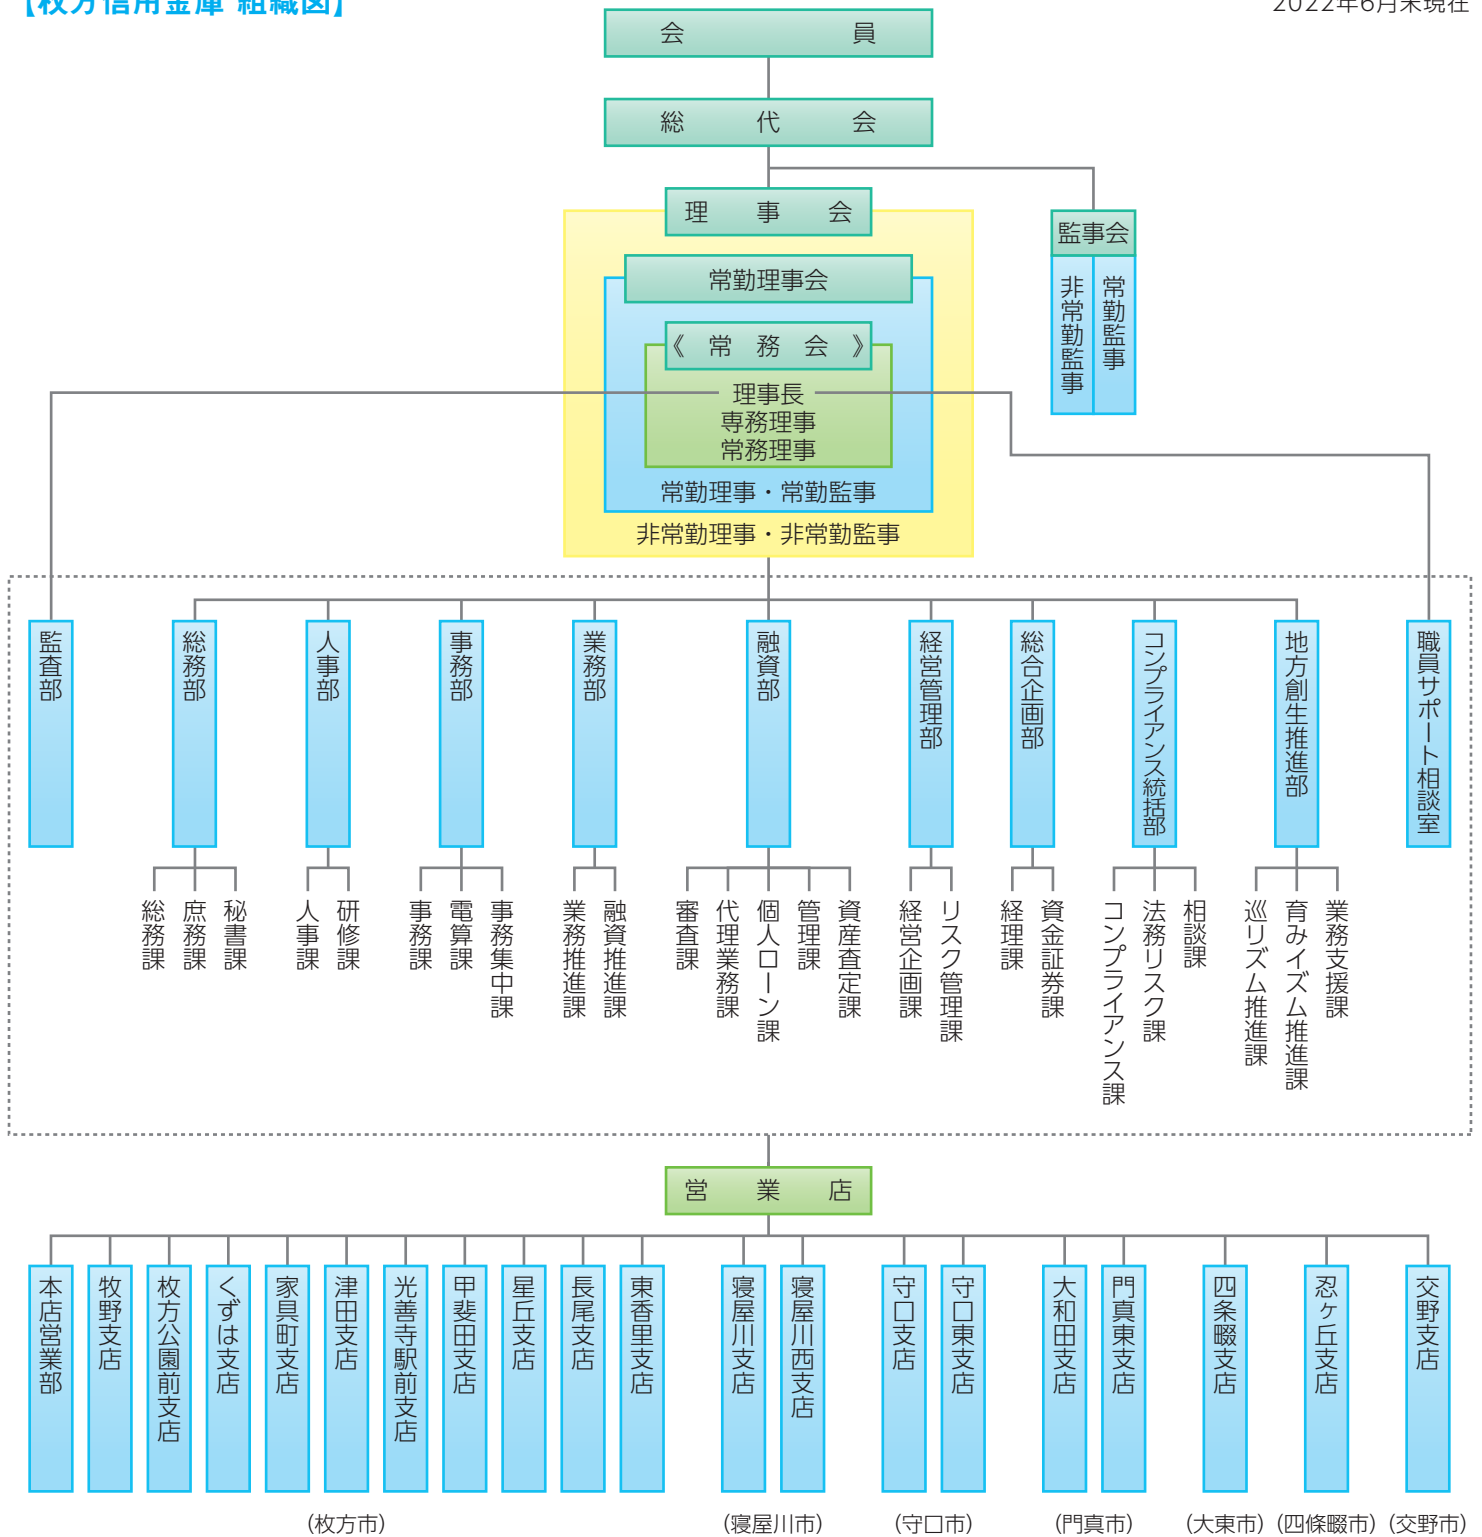 【枚方信用金庫 組織図】
2022年6月末現在
会員
総代会
理事会
監事会
常勤監事
非常勤監事
常勤理事会
《常務会》
理事長
専務理事
常務理事
常勤理事・常勤監事
非常勤理事・非常勤監事
監査部
総務部
人事部
事務部
業務部
融資部
経営管理部
総合企画部
コンプライアンス統括部
地方創生推進部
職員サポート相談室
総務課
庶務課
秘書課
人事課
研修課
事務課
電算課
事務集中課
業務推進課
融資推進課
審査課
代理業務課
個人ローン課
管理課
資産査定課
経営企画課
リスク管理課
経理課
資金証券課
コンプライアンス課
法務リスク課
相談課
巡リズム推進課
育みイズム推進課
業務支援課
営業店
本店営業部
牧野支店
枚方公園前支店
くずは支店
家具町支店
津田支店
光善寺駅前支店
甲斐田支店
星丘支店
長尾支店
東香里支店
寝屋川支店
寝屋川西支店
守口支店
守口東支店
大和田支店
門真東支店
四条畷支店
忍ヶ丘支店
交野支店
(枚方市)
(寝屋川市)
(守口市)
(門真市)
(大東市)
(四條畷市)
(交野市)